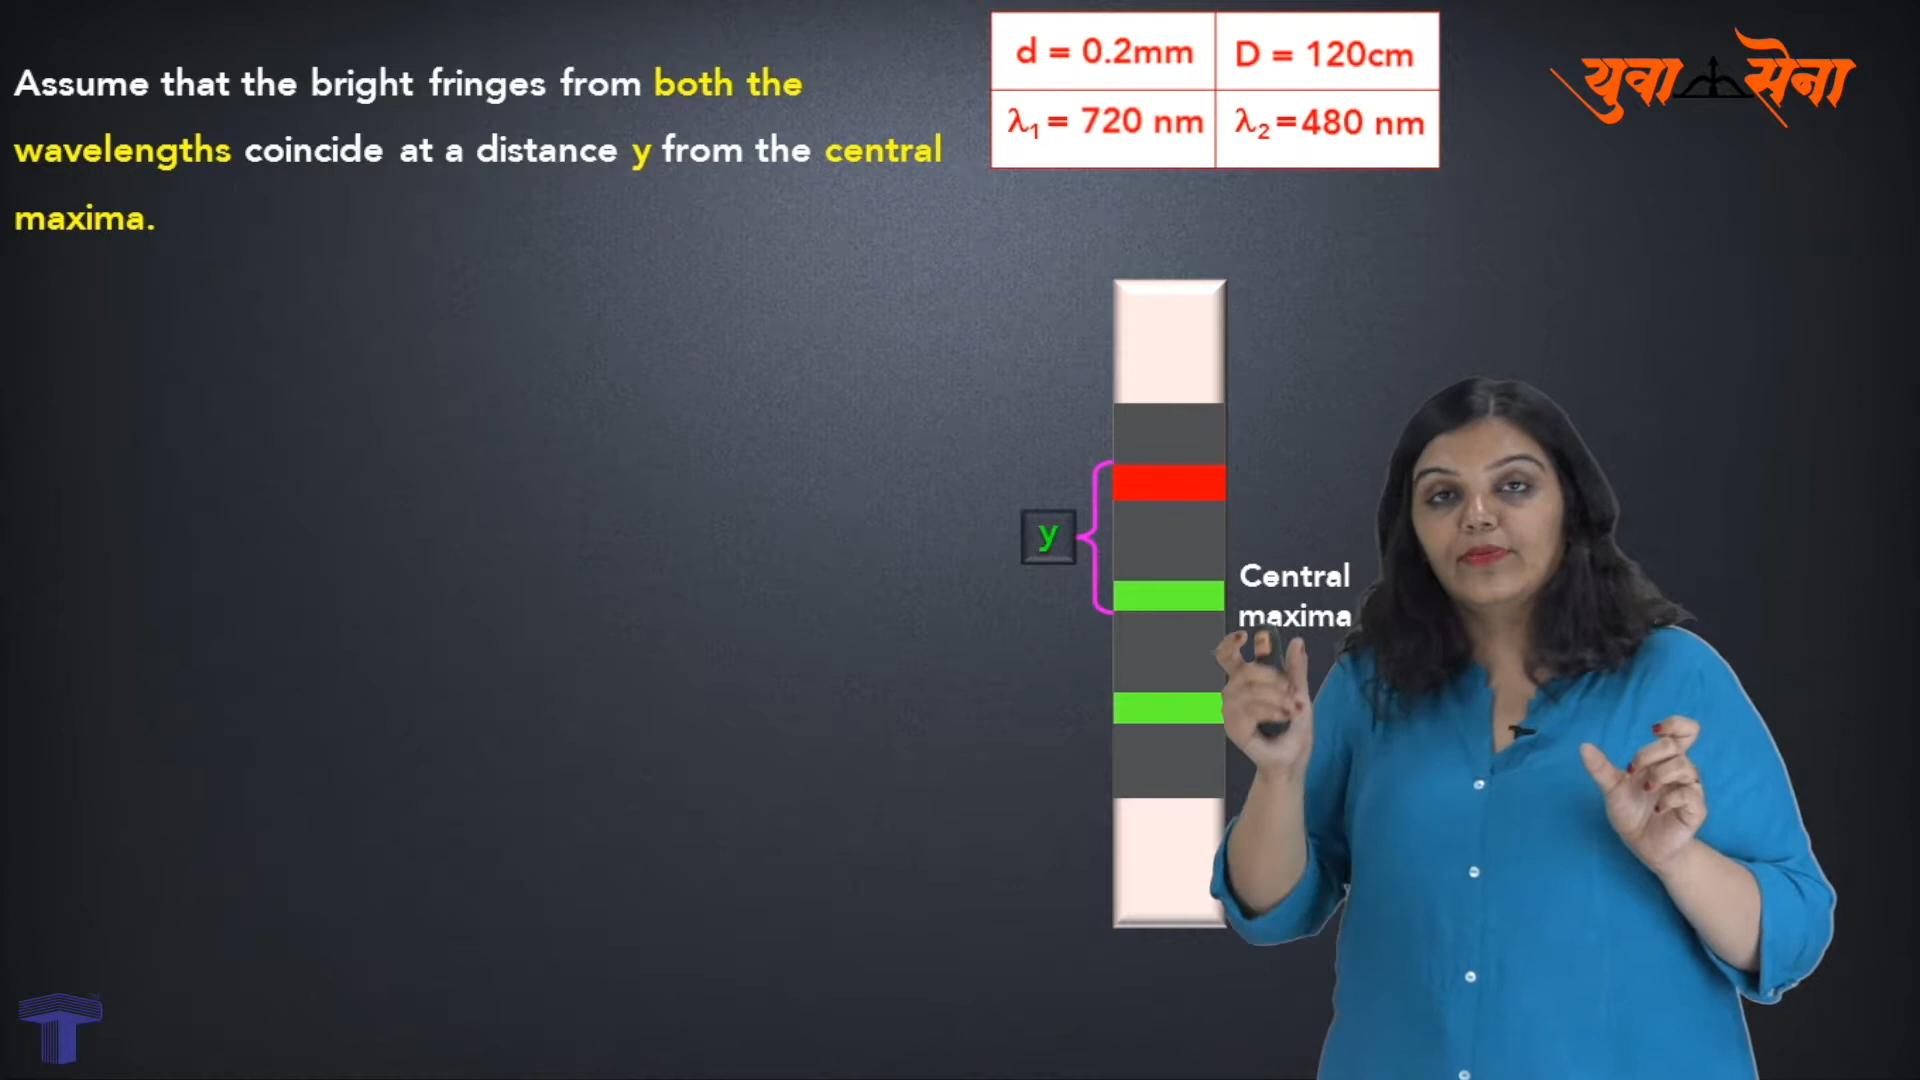 Assume that the bright fringes from both the
wavelengths coincide at a distance y from the central
maxima.
d = 0.2mm
D = 120cm
λ₁ = 720 nm
λ₂ =480 nm
युवा सेना
y
Central
maxima
T